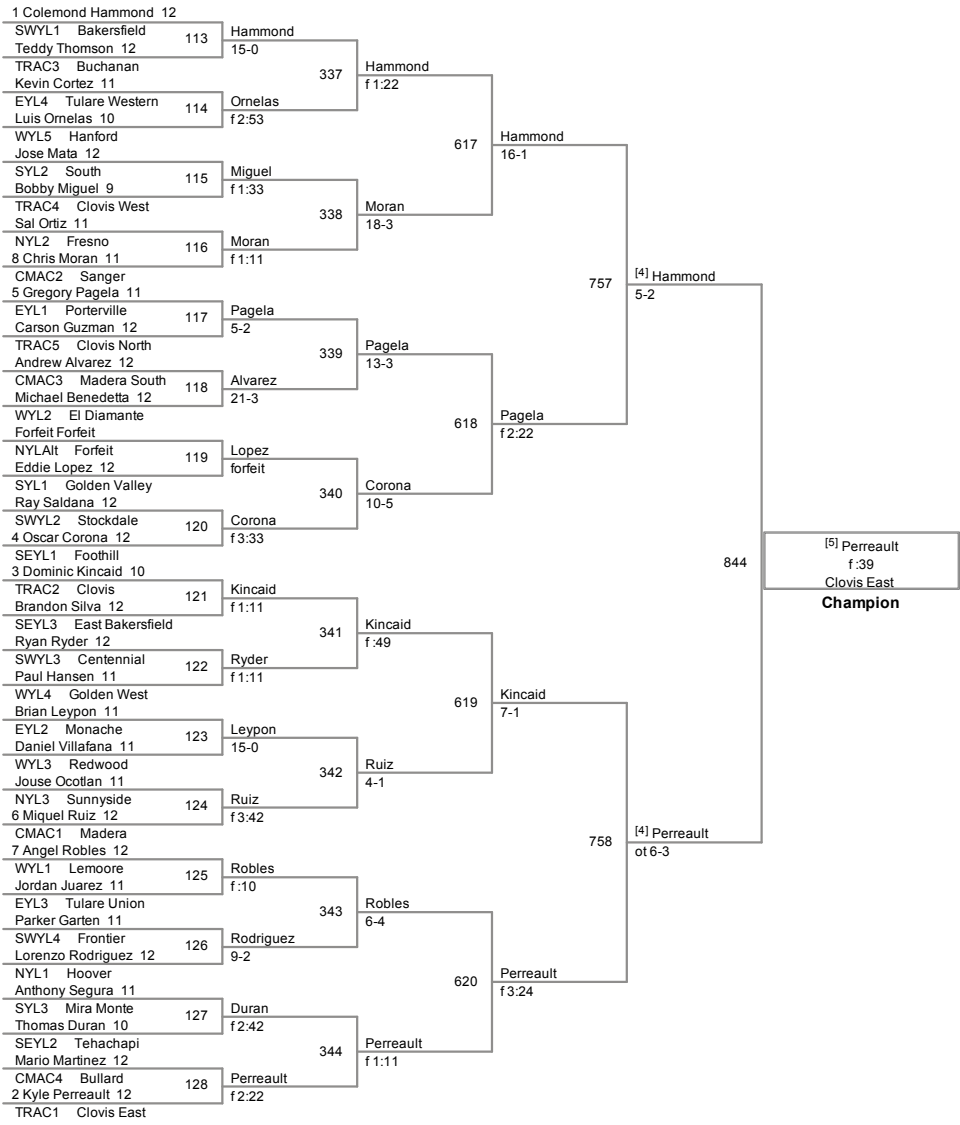 1 Colemond Hammond 12
SWYL1 Bakersfield
Teddy Thomson 12
TRAC3 Buchanan
Kevin Cortez 11
EYL4 Tulare Western
Luis Ornelas 10
WYL5 Hanford
Jose Mata 12
SYL2 South
Bobby Miguel 9
TRAC4 Clovis West
Sal Ortiz 11
NYL2 Fresno
8 Chris Moran 11
CMAC2 Sanger
5 Gregory Pagela 11
EYL1 Porterville
Carson Guzman 12
TRAC5 Clovis North
Andrew Alvarez 12
CMAC3 Madera South
Michael Benedetta 12
WYL2 El Diamante
Forfeit Forfeit
NYLAlt Forfeit
Eddie Lopez 12
SYL1 Golden Valley
Ray Saldana 12
SWYL2 Stockdale
4 Oscar Corona 12
SEYL1 Foothill
3 Dominic Kincaid 10
TRAC2 Clovis
Brandon Silva 12
SEYL3 East Bakersfield
Ryan Ryder 12
SWYL3 Centennial
Paul Hansen 11
WYL4 Golden West
Brian Leypon 11
EYL2 Monache
Daniel Villafana 11
WYL3 Redwood
Jouse Ocotlan 11
NYL3 Sunnyside
6 Miquel Ruiz 12
CMAC1 Madera
7 Angel Robles 12
WYL1 Lemoore
Jordan Juarez 11
EYL3 Tulare Union
Parker Garten 11
SWYL4 Frontier
Lorenzo Rodriguez 12
NYL1 Hoover
Anthony Segura 11
SYL3 Mira Monte
Thomas Duran 10
SEYL2 Tehachapi
Mario Martinez 12
CMAC4 Bullard
2 Kyle Perreault 12
TRAC1 Clovis East
113
114
115
116
117
118
119
120
121
122
123
124
125
126
127
128
Hammond
15-0
Ornelas
f 2:53
Miguel
f 1:33
Moran
f 1:11
Pagela
5-2
Alvarez
21-3
Lopez
forfeit
Corona
f 3:33
Kincaid
f 1:11
Ryder
f 1:11
Leypon
15-0
Ruiz
f 3:42
Robles
f :10
Rodriguez
9-2
Duran
f 2:42
Perreault
f 2:22
337
338
339
340
341
342
343
344
Hammond
f 1:22
Moran
18-3
Pagela
13-3
Corona
10-5
Kincaid
f :49
Ruiz
4-1
Robles
6-4
Perreault
f 1:11
617
618
619
620
Hammond
16-1
Pagela
f 2:22
Kincaid
7-1
Perreault
f 3:24
757
758
[4] Hammond
5-2
[4] Perreault
ot 6-3
844
[5] Perreault
f :39
Clovis East
Champion